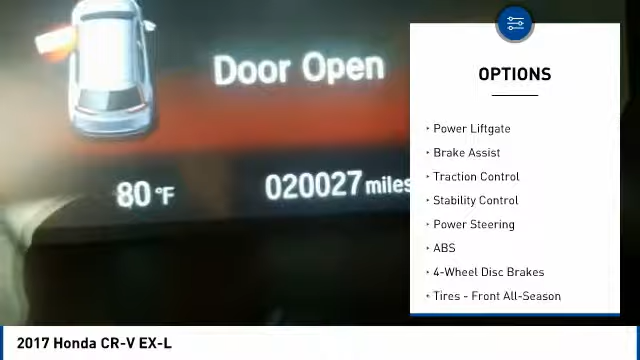 Door Open
80 °F
020027 miles
OPTIONS
‣ Power Liftgate
‣ Brake Assist
‣ Traction Control
‣ Stability Control
‣ Power Steering
‣ ABS
‣ 4-Wheel Disc Brakes
‣ Tires - Front All-Season
2017 Honda CR-V EX-L